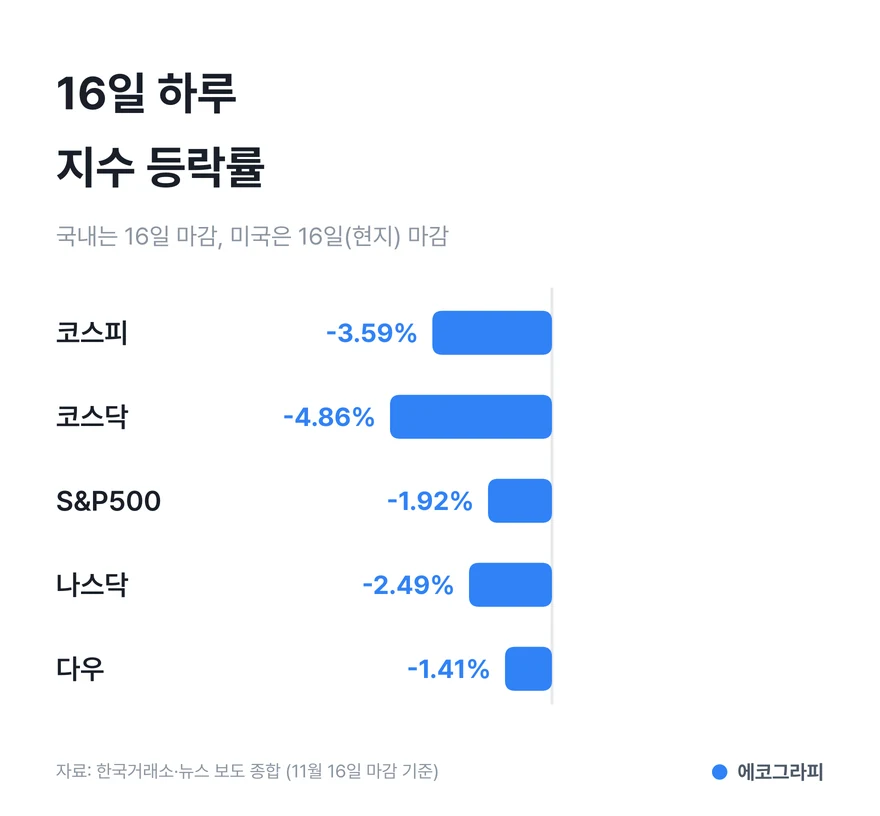 16일 하루
지수 등락률
국내는 16일 마감, 미국은 16일(현지) 마감
코스피 -3.59%
코스닥 -4.86%
S&P500 -1.92%
나스닥 -2.49%
다우 -1.41%
자료: 한국거래소·뉴스 보도 종합 (11월 16일 마감 기준)
에코그라피